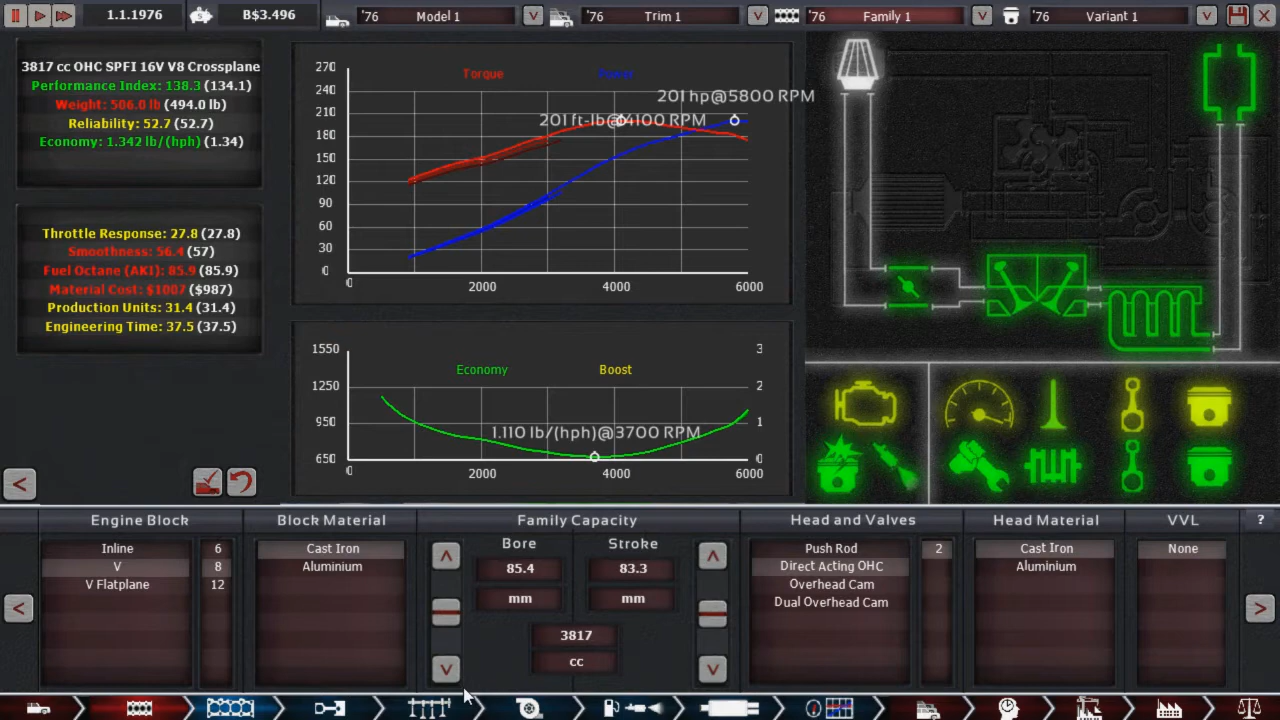 1.1.1976 B$3.496 '76 Model 1 '76 Trim 1 '76 Family 1 '76 Variant 1
3817 cc OHC SPFI 16V V8 Crossplane
Performance Index: 138.3 (134.1)
Weight: 506.0 lb (494.0 lb)
Reliability: 52.7 (52.7)
Economy: 1.342 lb/(hph) (1.34)
Throttle Response: 27.8 (27.8)
Smoothness: 56.4 (57)
Fuel Octane (AKI): 85.9 (85.9)
Material Cost: $1007 ($987)
Production Units: 31.4 (31.4)
Engineering Time: 37.5 (37.5)
270
240
210
180
150
120
90
60
30
0
Torque Power
201 hp@5800 RPM
201 ft-lb@4100 RPM
0 2000 4000 6000
1550 3
1250 2
950 1
650 0
Economy Boost
1.110 lb/(hph)@3700 RPM
0 2000 4000 6000
< 
Engine Block Block Material Family Capacity Head and Valves Head Material VVL ?
Inline 6
V 8
V Flatplane 12
Cast Iron
Aluminium
Bore Stroke
85.4 83.3
mm mm
3817
cc
Push Rod 2
Direct Acting OHC
Overhead Cam
Dual Overhead Cam
Cast Iron
Aluminium
None